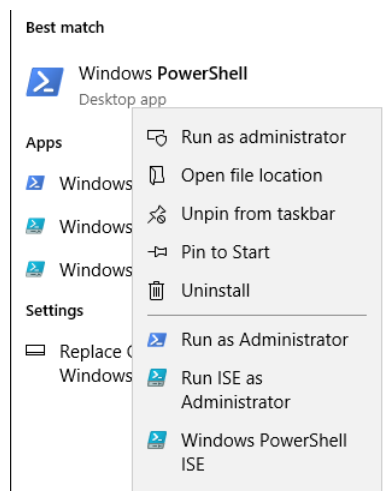 Best match
Windows PowerShell
Desktop app
Apps
Windows
Windows
Windows
Settings
Replace
Windows
Run as administrator
Open file location
Unpin from taskbar
Pin to Start
Uninstall
Run as Administrator
Run ISE as
Administrator
Windows PowerShell
ISE